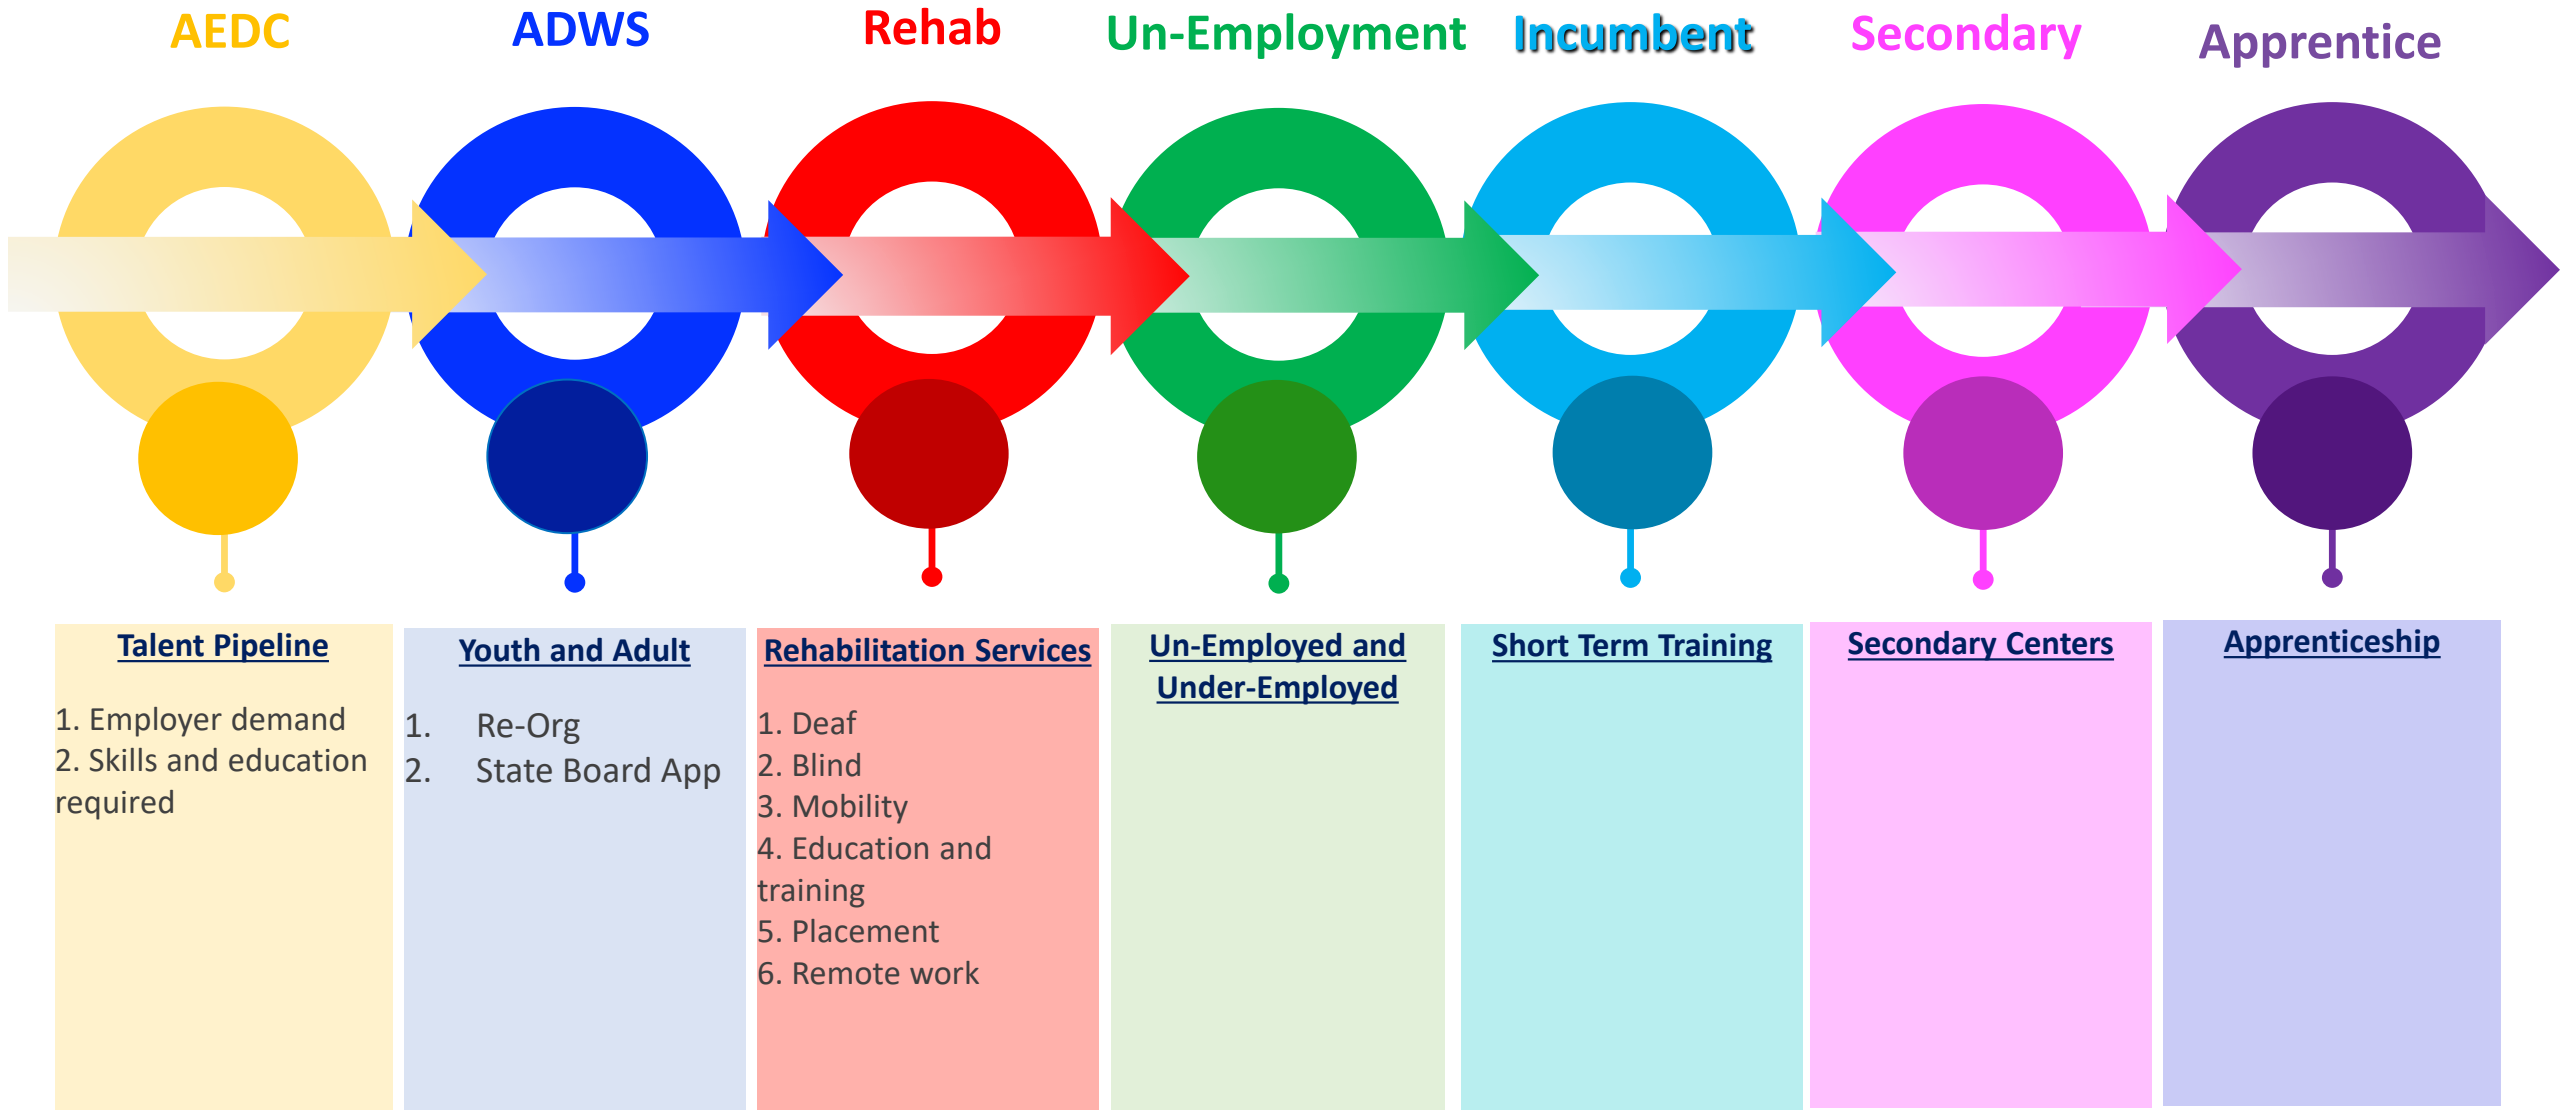 AEDC
ADWS
Rehab
Un-Employment
Incumbent
Secondary
Apprentice
Talent Pipeline
1. Employer demand
2. Skills and education
required
Youth and Adult
1. Re-Org
2. State Board App
Rehabilitation Services
1. Deaf
2. Blind
3. Mobility
4. Education and
training
5. Placement
6. Remote work
Un-Employed and
Under-Employed
Short Term Training
Secondary Centers
Apprenticeship